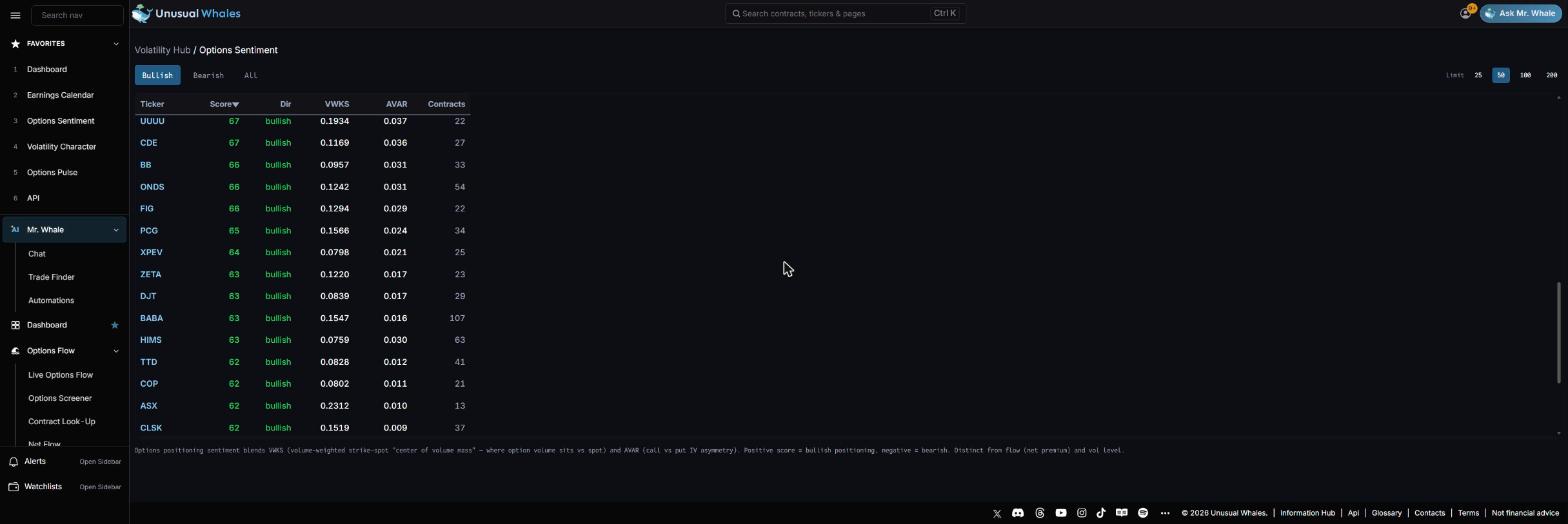 Search nav
Unusual Whales
Search contracts, tickers & pages Ctrl K
9+
Ask Mr. Whale
FAVORITES
1 Dashboard
2 Earnings Calendar
3 Options Sentiment
4 Volatility Character
5 Options Pulse
6 API
AI Mr. Whale
Chat
Trade Finder
Automations
Dashboard
Options Flow
Live Options Flow
Options Screener
Contract Look-Up
Net Flow
Alerts Open Sidebar
Watchlists Open Sidebar
Volatility Hub / Options Sentiment
Bullish Bearish ALL
Limit 25 50 100 200
Ticker Score▼ Dir VWKS AVAR Contracts
UUUU 67 bullish 0.1934 0.037 22
CDE 67 bullish 0.1169 0.036 27
BB 66 bullish 0.0957 0.031 33
ONDS 66 bullish 0.1242 0.031 54
FIG 66 bullish 0.1294 0.029 22
PCG 65 bullish 0.1566 0.024 34
XPEV 64 bullish 0.0798 0.021 25
ZETA 63 bullish 0.1220 0.017 23
DJT 63 bullish 0.0839 0.017 29
BABA 63 bullish 0.1547 0.016 107
HIMS 63 bullish 0.0759 0.030 63
TTD 62 bullish 0.0828 0.012 41
COP 62 bullish 0.0802 0.011 21
ASX 62 bullish 0.2312 0.010 13
CLSK 62 bullish 0.1519 0.009 37
Options positioning sentiment blends VWKS (volume-weighted strike-spot "center of volume mass" — where option volume sits vs spot) and AVAR (call vs put IV asymmetry). Positive score = bullish positioning, negative = bearish. Distinct from flow (net premium) and vol level.
© 2026 Unusual Whales. | Information Hub | Api | Glossary | Contacts | Terms | Not financial advice